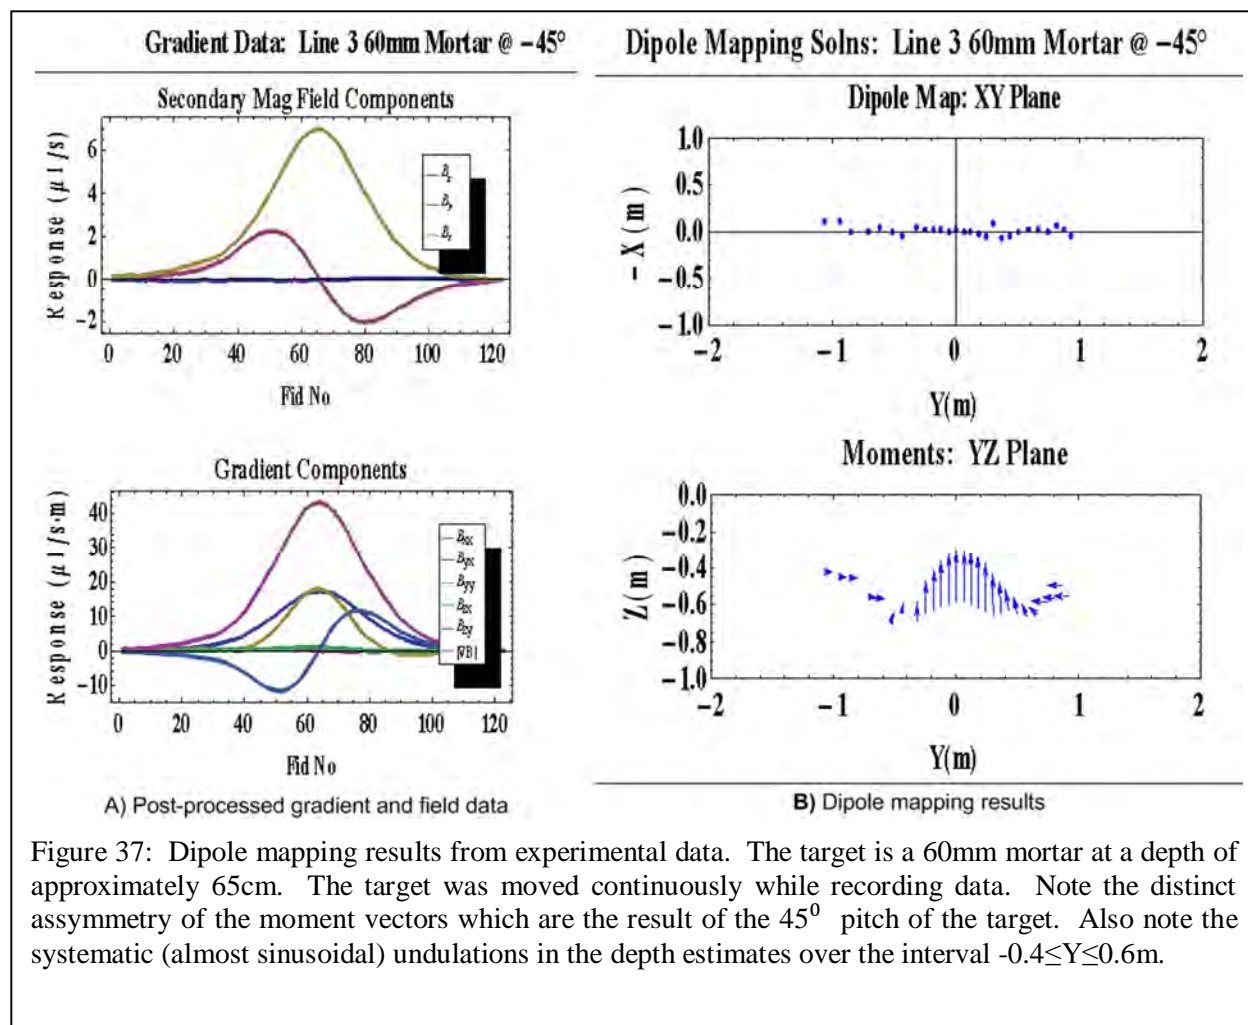 Gradient Data: Line 3 60mm Mortar @ −45°
Secondary Mag Field Components
Response (μT/s)
6
4
2
0
−2
0 20 40 60 80 100 120
Fid No
Gradient Components
Response (μT/s·m)
40
30
20
10
0
−10
0 20 40 60 80 100 120
Fid No
A) Post-processed gradient and field data
Dipole Mapping Solns: Line 3 60mm Mortar @ −45°
Dipole Map: XY Plane
−X(m)
1.0
0.5
0.0
−0.5
−1.0
−2 −1 0 1 2
Y(m)
Moments: YZ Plane
Z(m)
0.0
−0.2
−0.4
−0.6
−0.8
−1.0
−2 −1 0 1 2
Y(m)
B) Dipole mapping results
Figure 37: Dipole mapping results from experimental data. The target is a 60mm mortar at a depth of
approximately 65cm. The target was moved continuously while recording data. Note the distinct
assymetry of the moment vectors which are the result of the 45⁰ pitch of the target. Also note the
systematic (almost sinusoidal) undulations in the depth estimates over the interval -0.4≤Y≤0.6m.